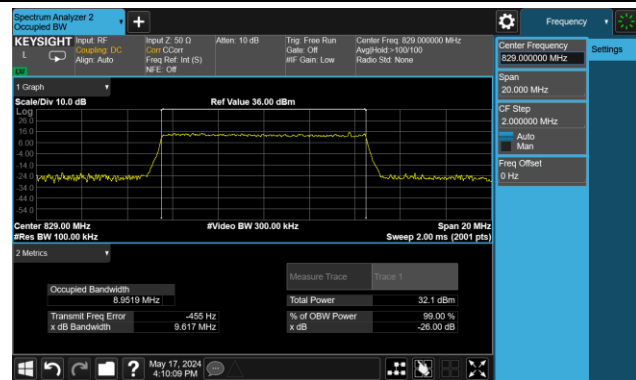 Spectrum Analyzer 2
Occupied BW
Frequency
KEYSIGHT
L
Input: RF
Coupling: DC
Align: Auto
Input Z: 50 Ω
Corr CCorr
Freq Ref: Int (S)
NFE: Off
Atten: 10 dB
Trig: Free Run
Gate: Off
#IF Gain: Low
Center Freq: 829.000000 MHz
Avg|Hold:>100/100
Radio Std: None
Center Frequency
829.000000 MHz
Settings
Span
20.000 MHz
CF Step
2.000000 MHz
Auto
Man
Freq Offset
0 Hz
1 Graph
Scale/Div 10.0 dB
Ref Value 36.00 dBm
Log
26.0
16.0
6.00
-4.00
-14.0
-24.0
-34.0
-44.0
-54.0
Center 829.00 MHz
#Video BW 300.00 kHz
Span 20 MHz
#Res BW 100.00 kHz
Sweep 2.00 ms (2001 pts)
2 Metrics
Measure Trace
Trace 1
Occupied Bandwidth
8.9519 MHz
Total Power
32.1 dBm
Transmit Freq Error
-455 Hz
% of OBW Power
99.00 %
x dB Bandwidth
9.617 MHz
x dB
-26.00 dB
May 17, 2024
4:10:09 PM